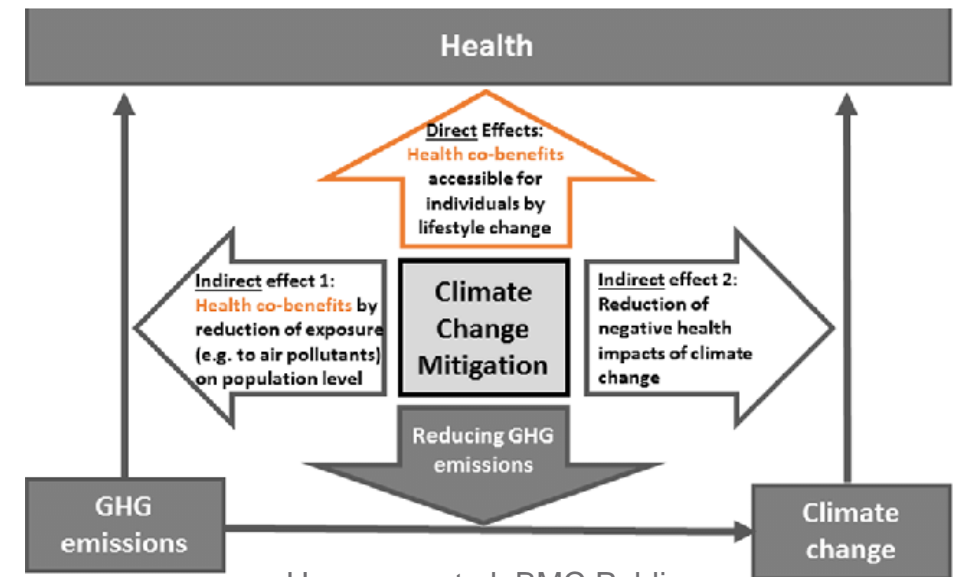 Health
Direct Effects:
Health co-benefits
accessible for
individuals by
lifestyle change
Indirect effect 1:
Health co-benefits by
reduction of exposure
(e.g. to air pollutants)
on population level
Climate
Change
Mitigation
Indirect effect 2:
Reduction of
negative health
impacts of climate
change
Reducing GHG
emissions
GHG
emissions
Climate
change